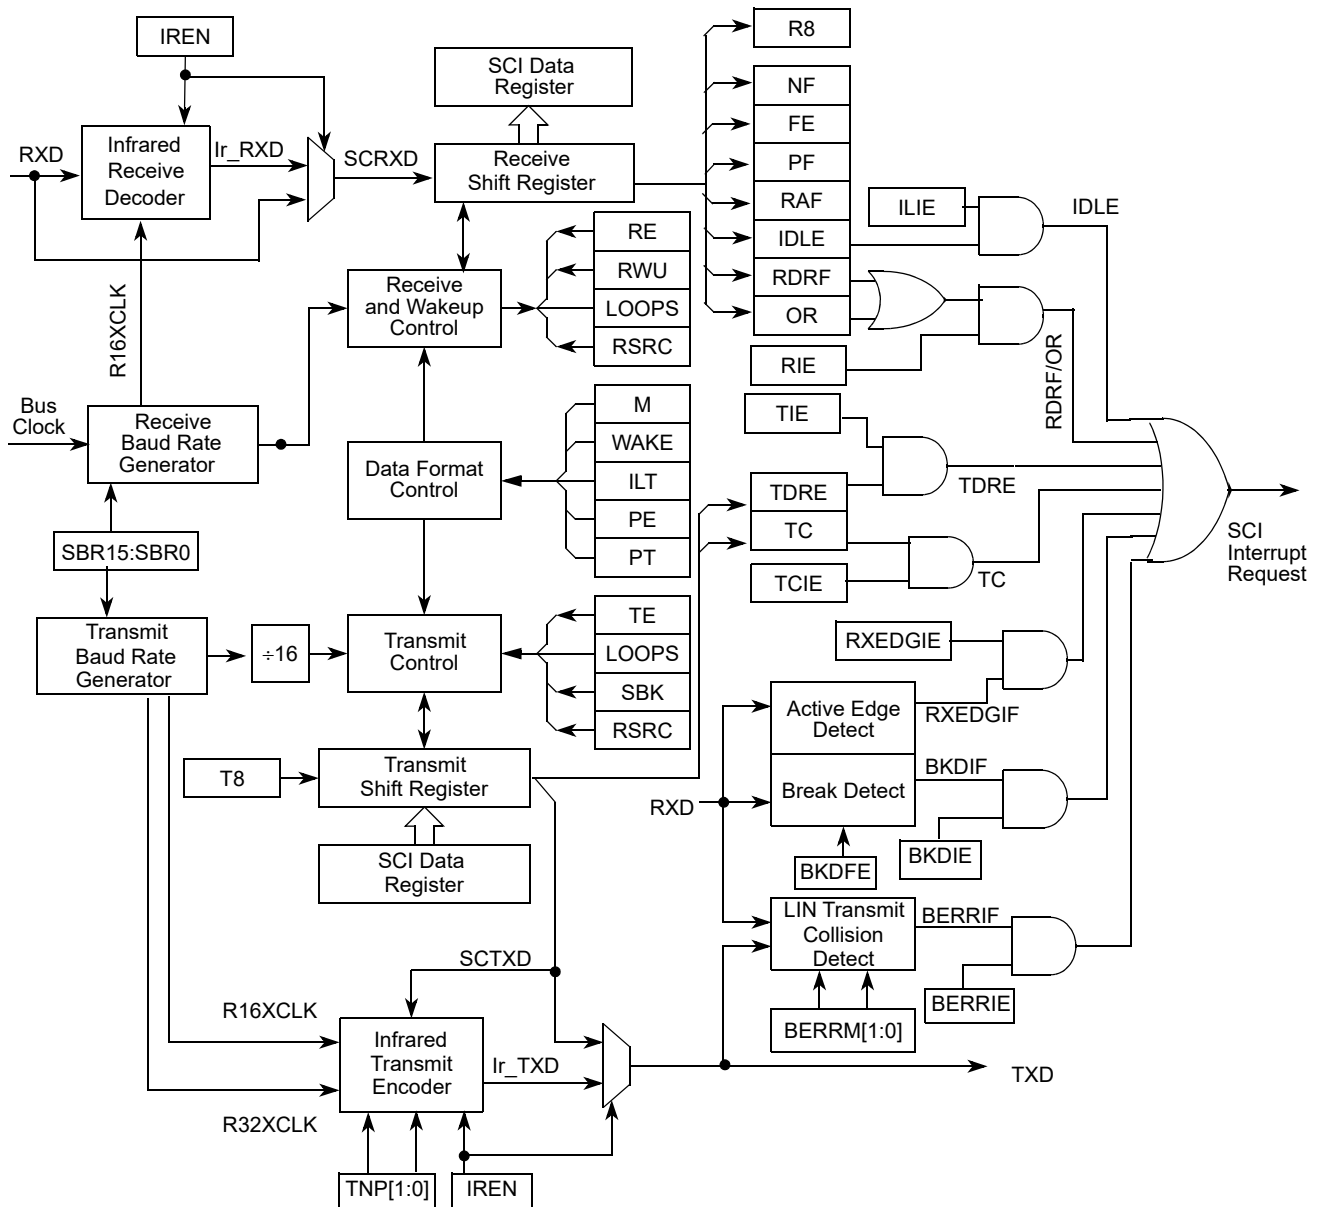 IREN
SCI Data
Register
R8
NF
FE
PF
RAF
IDLE
RDRF
OR
RXD
Infrared
Receive
Decoder
Ir_RXD
SCRXD
Receive
Shift Register
ILIE
IDLE
RE
RWU
LOOPS
RSRC
Receive
and Wakeup
Control
R16XCLK
RIE
RDRF/OR
Bus
Clock
Receive
Baud Rate
Generator
M
WAKE
ILT
PE
PT
Data Format
Control
TIE
TDRE
TC
TDRE
TCIE
TC
SCI
Interrupt
Request
SBR15:SBR0
Transmit
Baud Rate
Generator
÷16
Transmit
Control
TE
LOOPS
SBK
RSRC
RXEDGIE
Active Edge
Detect
RXEDGIF
Break Detect
BKDIF
RXD
BKDIE
BKDFE
T8
Transmit
Shift Register
SCI Data
Register
LIN Transmit
Collision
Detect
BERRIF
BERRIE
BERRM[1:0]
SCTXD
R16XCLK
Infrared
Transmit
Encoder
Ir_TXD
TXD
R32XCLK
TNP[1:0]
IREN